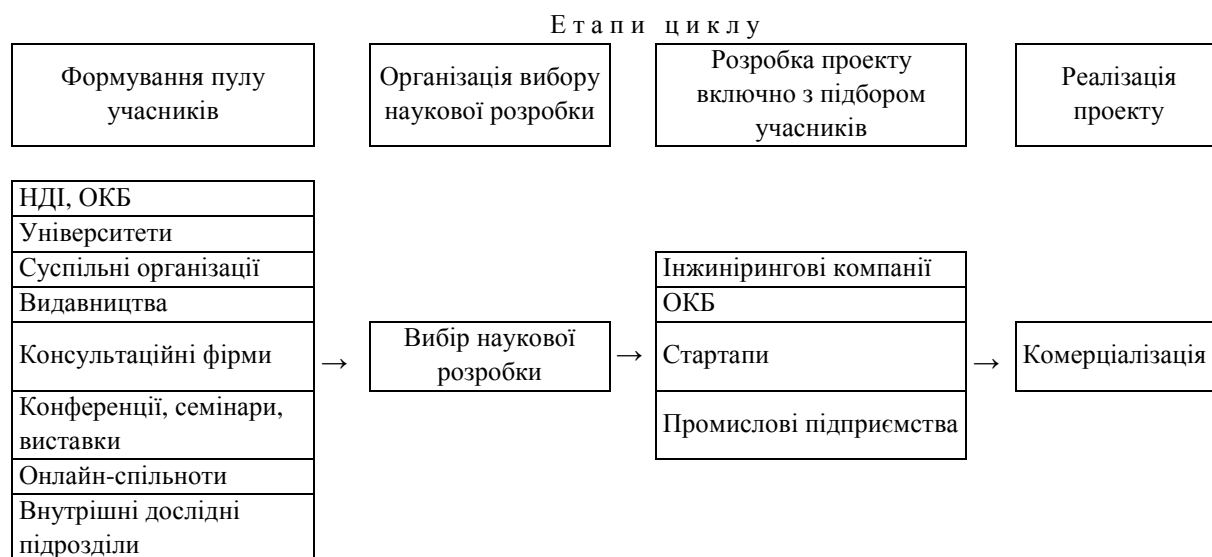 Етапи циклу
Формування пулу
учасників
Організація вибору
наукової розробки
Розробка проекту
включно з підбором
учасників
Реалізація
проекту
НДІ, ОКБ
Університети
Суспільні організації
Видавництва
Консультаційні фірми
Конференції, семінари,
виставки
Онлайн-спільноти
Внутрішні дослідні
підрозділи
→
Вибір наукової
розробки
→
Інжинірингові компанії
ОКБ
Стартапи
Промислові підприємства
→
Комерціалізація